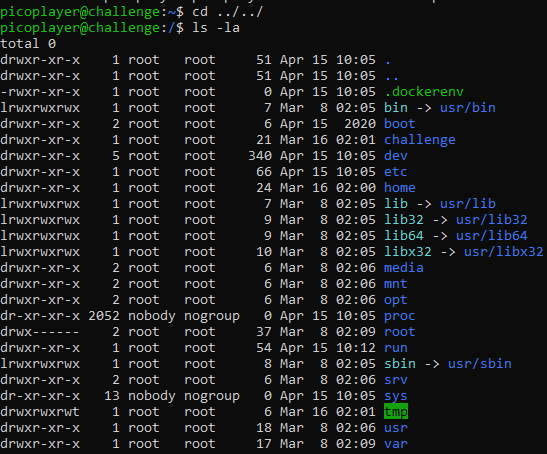 picoplayer@challenge:~$ cd ../../
picoplayer@challenge:/$ ls -la
total 0
drwxr-xr-x    1 root   root     51 Apr 15 10:05 .
drwxr-xr-x    1 root   root     51 Apr 15 10:05 ..
-rwxr-xr-x    1 root   root      0 Apr 15 10:05 .dockerenv
lrwxrwxrwx    1 root   root      7 Mar  8 02:05 bin -> usr/bin
drwxr-xr-x    2 root   root      6 Apr 15  2020 boot
drwxr-xr-x    1 root   root     21 Mar 16 02:01 challenge
drwxr-xr-x    5 root   root    340 Apr 15 10:05 dev
drwxr-xr-x    1 root   root     66 Apr 15 10:05 etc
drwxr-xr-x    1 root   root     24 Mar 16 02:00 home
lrwxrwxrwx    1 root   root      7 Mar  8 02:05 lib -> usr/lib
lrwxrwxrwx    1 root   root      9 Mar  8 02:05 lib32 -> usr/lib32
lrwxrwxrwx    1 root   root      9 Mar  8 02:05 lib64 -> usr/lib64
lrwxrwxrwx    1 root   root     10 Mar  8 02:05 libx32 -> usr/libx32
drwxr-xr-x    2 root   root      6 Mar  8 02:06 media
drwxr-xr-x    2 root   root      6 Mar  8 02:06 mnt
drwxr-xr-x    2 root   root      6 Mar  8 02:06 opt
dr-xr-xr-x 2052 nobody nogroup   0 Apr 15 10:05 proc
drwx------    2 root   root     37 Mar  8 02:09 root
drwxr-xr-x    1 root   root     54 Apr 15 10:12 run
lrwxrwxrwx    1 root   root      8 Mar  8 02:05 sbin -> usr/sbin
drwxr-xr-x    2 root   root      6 Mar  8 02:06 srv
dr-xr-xr-x   13 nobody nogroup   0 Apr 15 10:05 sys
drwxrwxrwt    1 root   root      6 Mar 16 02:01 tmp
drwxr-xr-x    1 root   root     18 Mar  8 02:06 usr
drwxr-xr-x    1 root   root     17 Mar  8 02:09 var